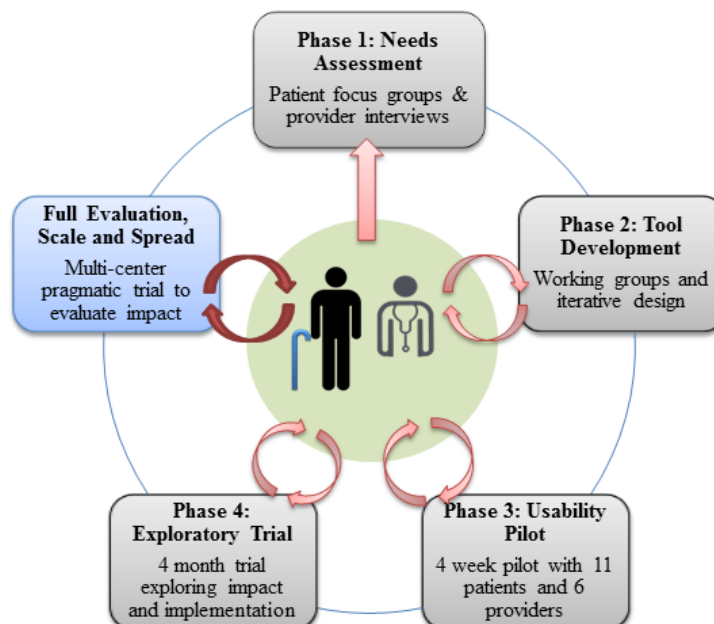 Phase 1: Needs
Assessment
Patient focus groups &
provider interviews
Phase 2: Tool
Development
Working groups and
iterative design
Phase 3: Usability
Pilot
4 week pilot with 11
patients and 6
providers
Phase 4:
Exploratory Trial
4 month trial
exploring impact
and implementation
Full Evaluation,
Scale and Spread
Multi-center
pragmatic trial to
evaluate impact